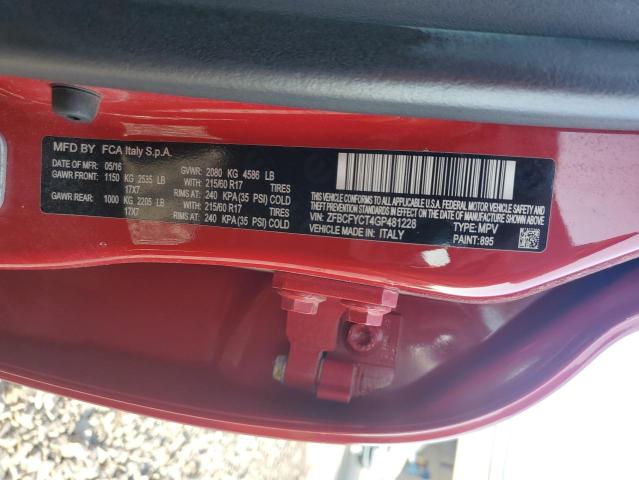 MFD BY FCA Italy S.p.A.
DATE OF MFD: 05/16 GVWR: 2080 KG 4586 LB
GAWR FRONT: 1150 KG 2535 LB WITH: 215/60 R17 TIRES
17X7 RIMS AT: 240 KPA (35 PSI) COLD
GAWR REAR: 1000 KG 2205 LB WITH: 215/60 R17 TIRES
17X7 RIMS AT: 240 KPA (35 PSI) COLD
THIS VEHICLE CONFORMS TO ALL APPLICABLE
FEDERAL MOTOR VEHICLE SAFETY, BUMPER, AND
THEFT PREVENTION STANDARDS IN EFFECT ON THE
DATE OF MANUFACTURE SHOWN ABOVE
VIN: ZFBCFYCT4GP481228 TYPE: MPV
VEHICLE MADE IN: ITALY PAINT: 895